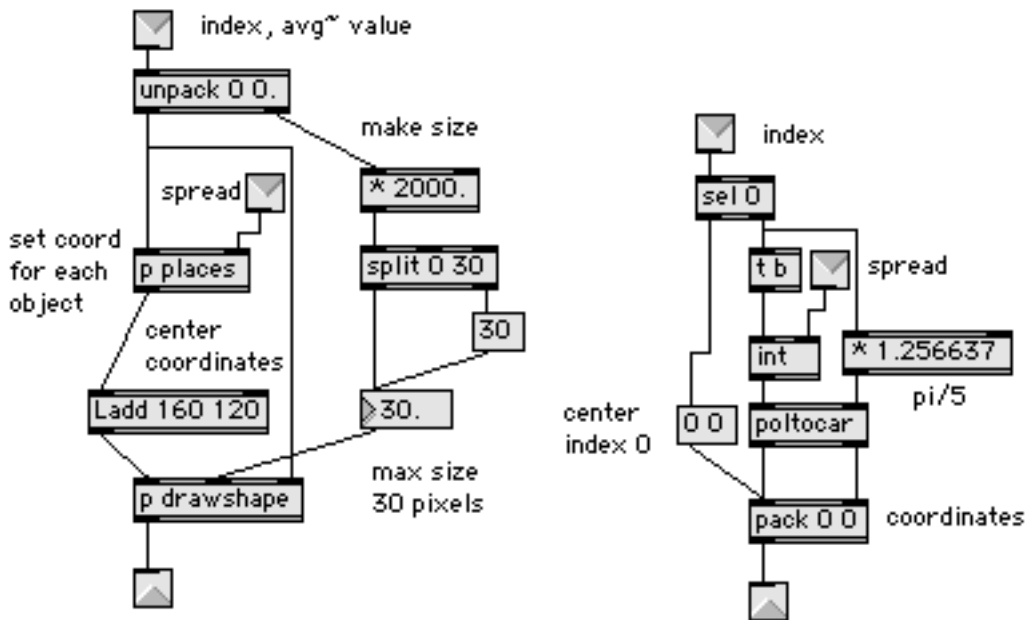 index, avg~ value
unpack 0 0.
make size
spread
* 2000.
set coord
for each
object
p places
split 0 30
30
center
coordinates
Ladd 160 120
30.
max size
30 pixels
p drawshape
index
sel 0
t b
spread
int
* 1.256637
pi/5
center
index 0
0 0
poltocar
pack 0 0
coordinates